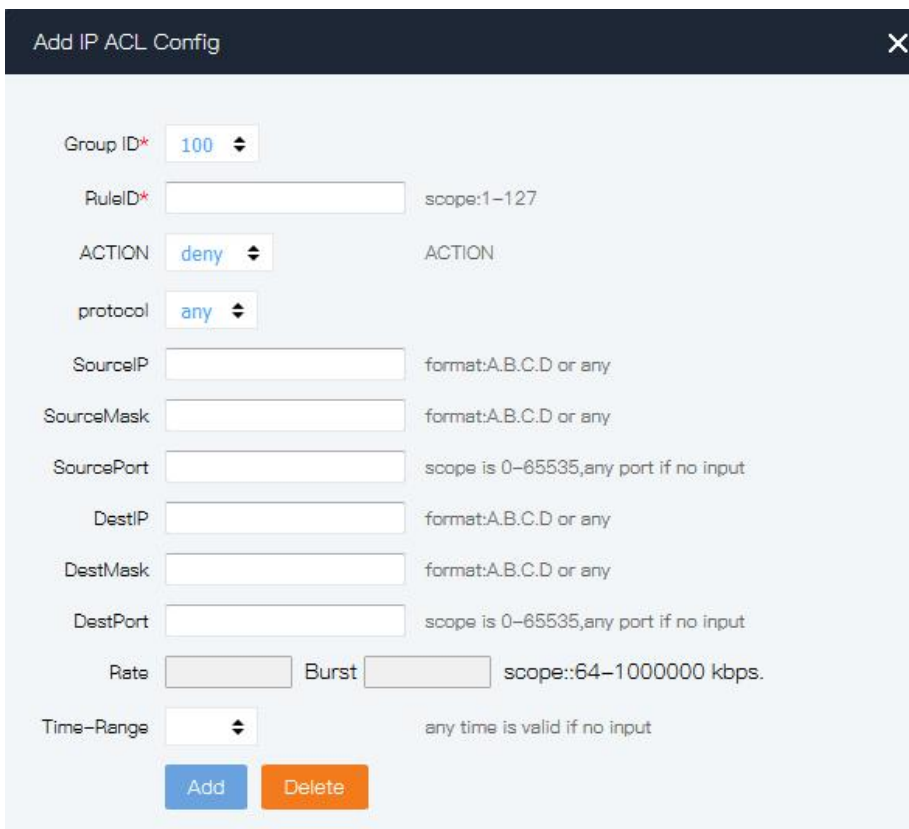 Add IP ACL Config
Group ID* 100
RuleID* scope:1-127
ACTION deny ACTION
protocol any
SourceIP format:A.B.C.D or any
SourceMask format:A.B.C.D or any
SourcePort scope is 0-65535,any port if no input
DestIP format:A.B.C.D or any
DestMask format:A.B.C.D or any
DestPort scope is 0-65535,any port if no input
Rate Burst scope::64-1000000 kbps.
Time-Range any time is valid if no input
Add Delete